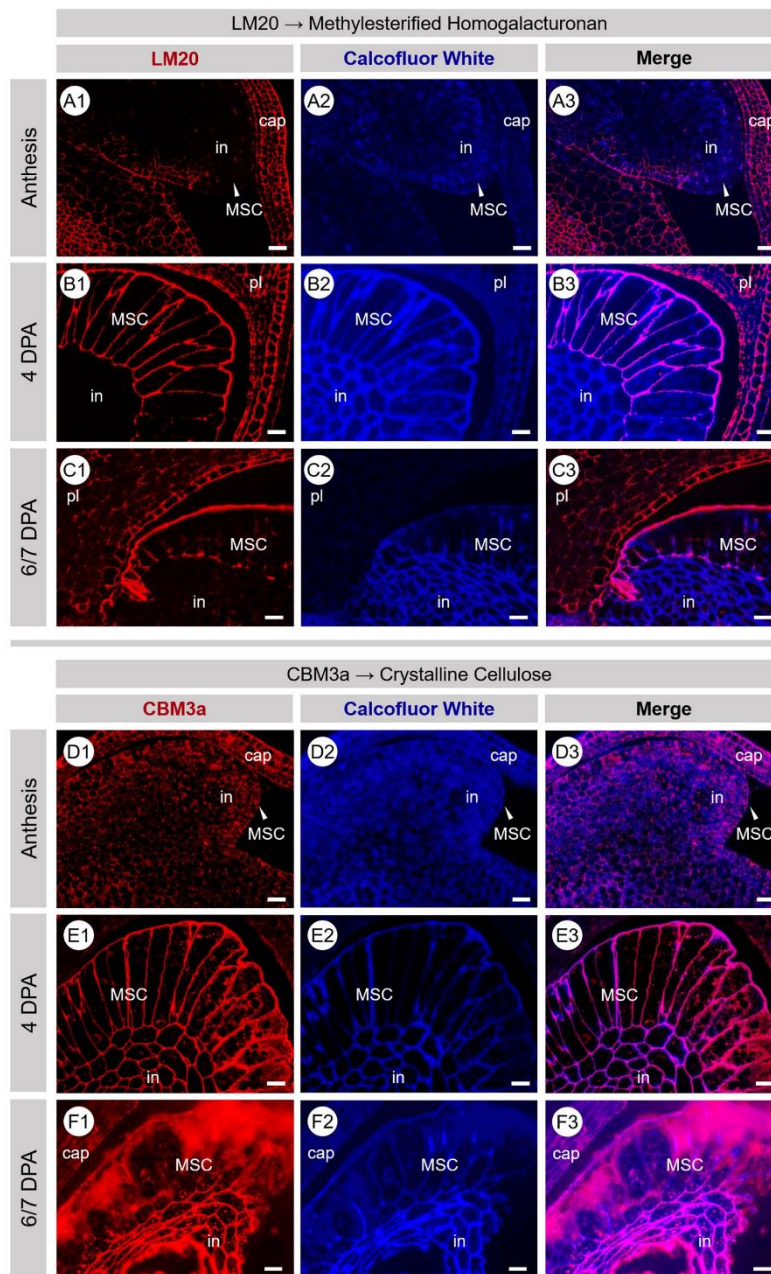 LM20 → Methylesterified Homogalacturonan
LM20 Calcofluor White Merge
Anthesis
A1 in cap MSC
A2 in MSC
A3 cap in MSC
4 DPA
B1 MSC pl in
B2 pl in
B3 MSC pl in
6/7 DPA
C1 pl MSC in
C2 pl MSC in
C3 pl MSC in
CBM3a → Crystalline Cellulose
CBM3a Calcofluor White Merge
Anthesis
D1 cap in MSC
D2 cap in MSC
D3 cap in MSC
4 DPA
E1 MSC in
E2 MSC in
E3 MSC in
6/7 DPA
F1 cap MSC in
F2 cap MSC in
F3 cap MSC in